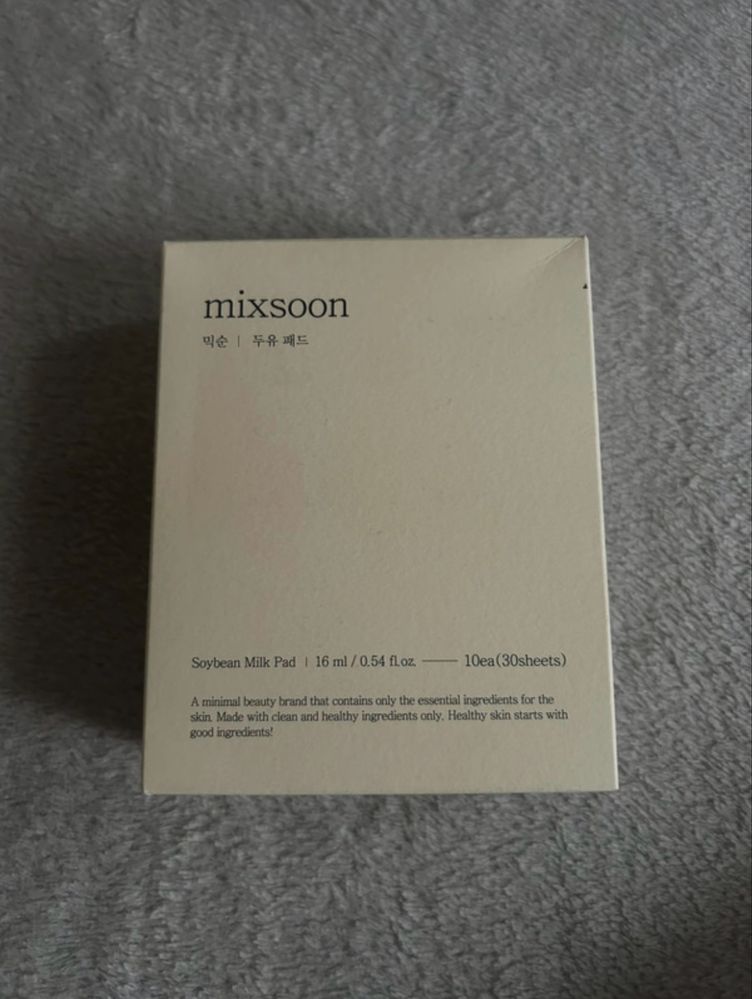 mixsoon
믹순 | 두유 패드
Soybean Milk Pad | 16 ml / 0.54 fl.oz. —— 10ea(30sheets)
A minimal beauty brand that contains only the essential ingredients for the
skin. Made with clean and healthy ingredients only. Healthy skin starts with
good ingredients!